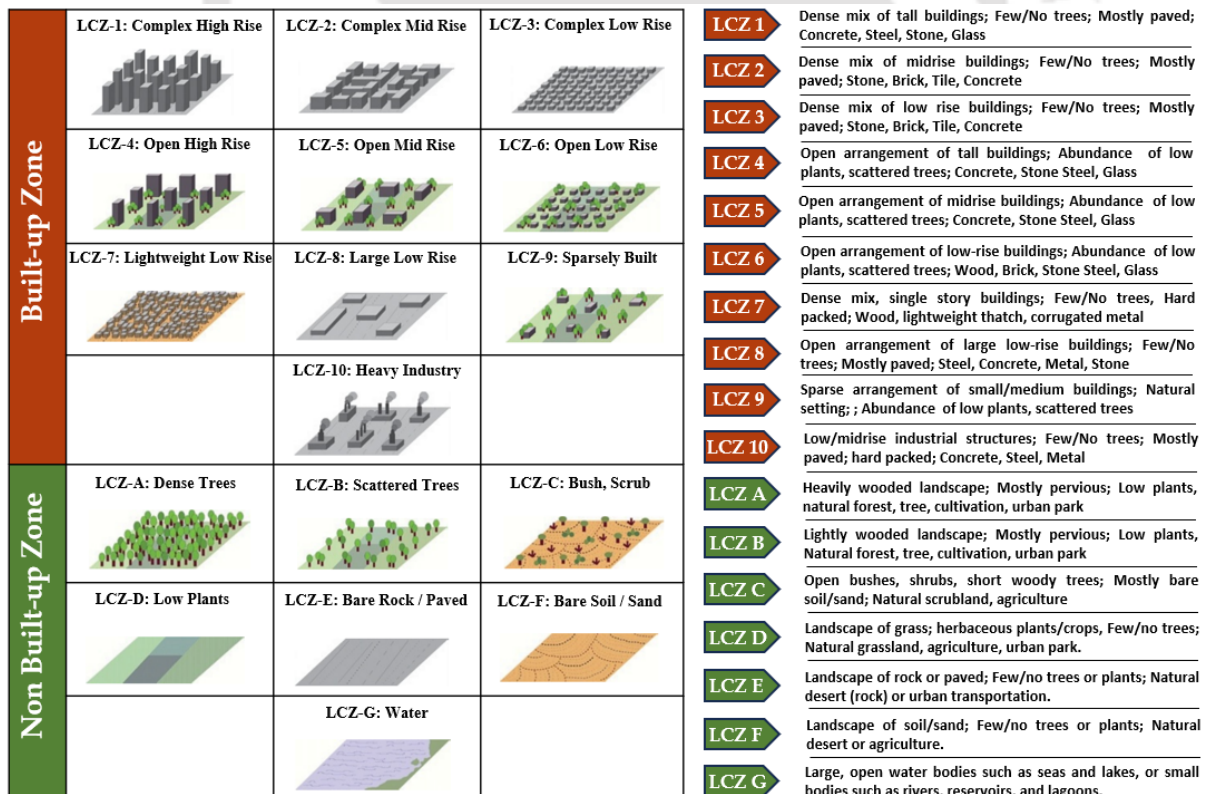 Built-up Zone
LCZ-1: Complex High Rise
LCZ-2: Complex Mid Rise
LCZ-3: Complex Low Rise
LCZ-4: Open High Rise
LCZ-5: Open Mid Rise
LCZ-6: Open Low Rise
LCZ-7: Lightweight Low Rise
LCZ-8: Large Low Rise
LCZ-9: Sparsely Built
LCZ-10: Heavy Industry
Non Built-up Zone
LCZ-A: Dense Trees
LCZ-B: Scattered Trees
LCZ-C: Bush, Scrub
LCZ-D: Low Plants
LCZ-E: Bare Rock / Paved
LCZ-F: Bare Soil / Sand
LCZ-G: Water
LCZ 1
Dense mix of tall buildings; Few/No trees; Mostly paved;
Concrete, Steel, Stone, Glass
LCZ 2
Dense mix of midrise buildings; Few/No trees; Mostly
paved; Stone, Brick, Tile, Concrete
LCZ 3
Dense mix of low rise buildings; Few/No trees; Mostly
paved; Stone, Brick, Tile, Concrete
LCZ 4
Open arrangement of tall buildings; Abundance of low
plants, scattered trees; Concrete, Stone Steel, Glass
LCZ 5
Open arrangement of midrise buildings; Abundance of low
plants, scattered trees; Concrete, Stone Steel, Glass
LCZ 6
Open arrangement of low-rise buildings; Abundance of low
plants, scattered trees; Wood, Brick, Stone Steel, Glass
LCZ 7
Dense mix, single story buildings; Few/No trees, Hard
packed; Wood, lightweight thatch, corrugated metal
LCZ 8
Open arrangement of large low-rise buildings; Few/No
trees; Mostly paved; Steel, Concrete, Metal, Stone
LCZ 9
Sparse arrangement of small/medium buildings; Natural
setting; ; Abundance of low plants, scattered trees
LCZ 10
Low/midrise industrial structures; Few/No trees; Mostly
paved; hard packed; Concrete, Steel, Metal
LCZ A
Heavily wooded landscape; Mostly pervious; Low plants,
natural forest, tree, cultivation, urban park
LCZ B
Lightly wooded landscape; Mostly pervious; Low plants,
Natural forest, tree, cultivation, urban park
LCZ C
Open bushes, shrubs, short woody trees; Mostly bare
soil/sand; Natural scrubland, agriculture
LCZ D
Landscape of grass; herbaceous plants/crops, Few/no trees;
Natural grassland, agriculture, urban park.
LCZ E
Landscape of rock or paved; Few/no trees or plants; Natural
desert (rock) or urban transportation.
LCZ F
Landscape of soil/sand; Few/no trees or plants; Natural
desert or agriculture.
LCZ G
Large, open water bodies such as seas and lakes, or small
bodies such as rivers, reservoirs, and lagoons.